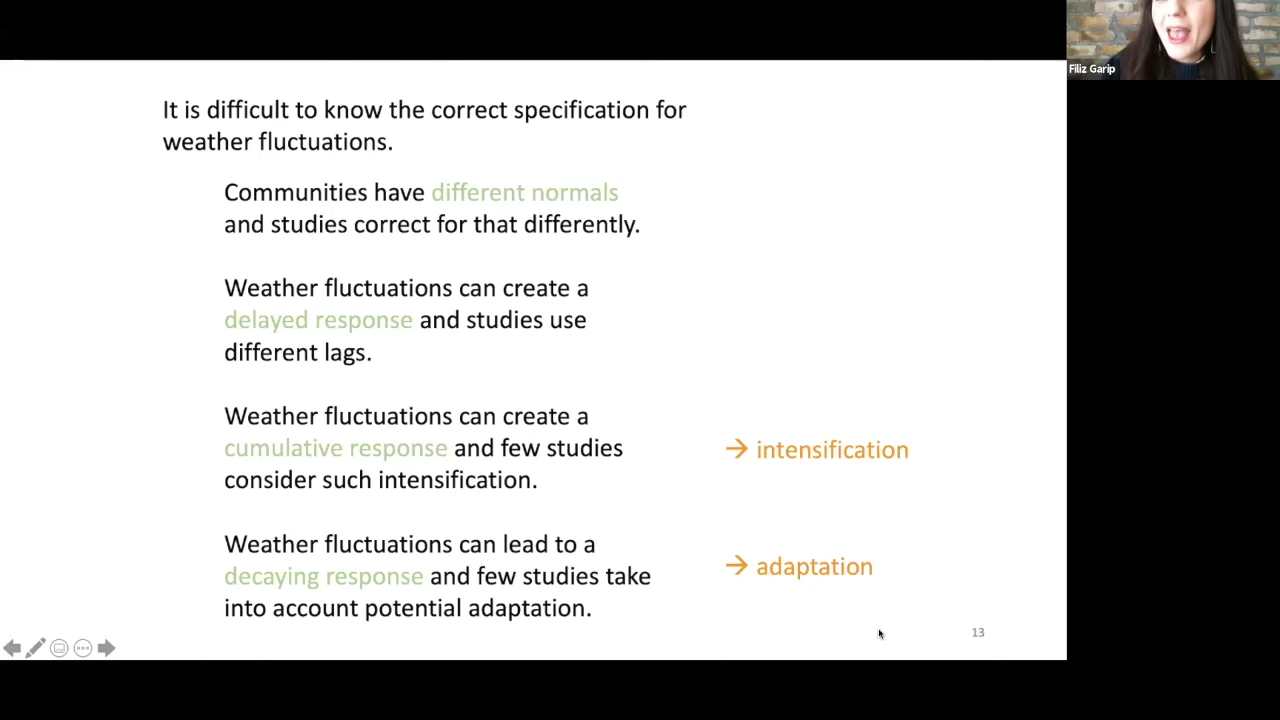 Filiz Garip
It is difficult to know the correct specification for
weather fluctuations.
Communities have different normals
and studies correct for that differently.
Weather fluctuations can create a
delayed response and studies use
different lags.
Weather fluctuations can create a
cumulative response and few studies
consider such intensification.
→ intensification
Weather fluctuations can lead to a
decaying response and few studies take
into account potential adaptation.
→ adaptation
13